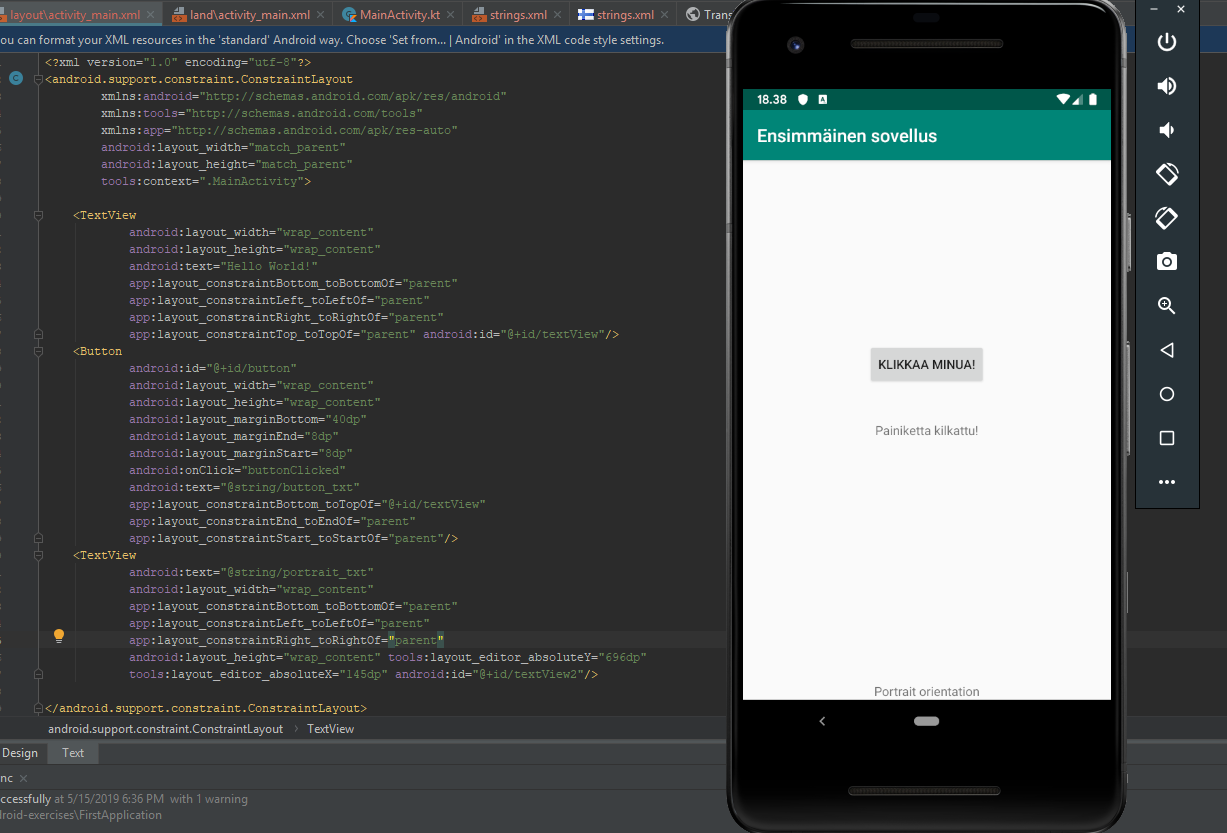 layout\activity_main.xml land\activity_main.xml MainActivity.kt strings.xml strings.xml Trans
ou can format your XML resources in the 'standard' Android way. Choose 'Set from... | Android' in the XML code style settings.
<?xml version="1.0" encoding="utf-8"?>
<android.support.constraint.ConstraintLayout
xmlns:android="http://schemas.android.com/apk/res/android"
xmlns:tools="http://schemas.android.com/tools"
xmlns:app="http://schemas.android.com/apk/res-auto"
android:layout_width="match_parent"
android:layout_height="match_parent"
tools:context=".MainActivity">
<TextView
android:layout_width="wrap_content"
android:layout_height="wrap_content"
android:text="Hello World!"
app:layout_constraintBottom_toBottomOf="parent"
app:layout_constraintLeft_toLeftOf="parent"
app:layout_constraintRight_toRightOf="parent"
app:layout_constraintTop_toTopOf="parent" android:id="@+id/textView"/>
<Button
android:id="@+id/button"
android:layout_width="wrap_content"
android:layout_height="wrap_content"
android:layout_marginBottom="40dp"
android:layout_marginEnd="8dp"
android:layout_marginStart="8dp"
android:onClick="buttonClicked"
android:text="@string/button_txt"
app:layout_constraintBottom_toTopOf="@+id/textView"
app:layout_constraintEnd_toEndOf="parent"
app:layout_constraintStart_toStartOf="parent"/>
<TextView
android:text="@string/portrait_txt"
android:layout_width="wrap_content"
app:layout_constraintBottom_toBottomOf="parent"
app:layout_constraintLeft_toLeftOf="parent"
app:layout_constraintRight_toRightOf="parent"
android:layout_height="wrap_content" tools:layout_editor_absoluteY="696dp"
tools:layout_editor_absoluteX="145dp" android:id="@+id/textView2"/>
</android.support.constraint.ConstraintLayout>
android.support.constraint.ConstraintLayout › TextView
Design Text
nc
ccessfully at 5/15/2019 6:36 PM with 1 warning
droid-exercises\FirstApplication
18.38
Ensimmäinen sovellus
KLIKKAA MINUA!
Painiketta kilkattu!
Portrait orientation